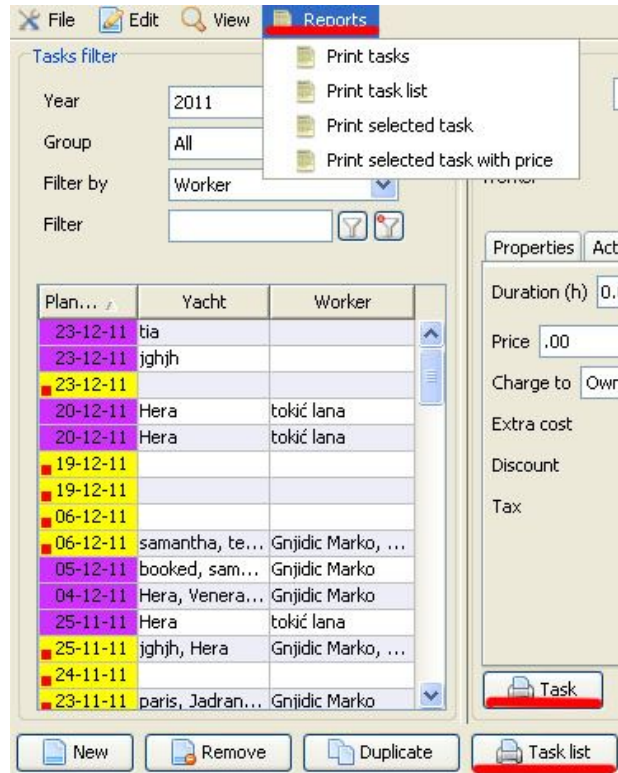 File Edit View Reports
Print tasks
Print task list
Print selected task
Print selected task with price
Tasks filter
Year 2011
Group All
Filter by Worker
Filter
Plan... Yacht Worker
23-12-11 tia
23-12-11 jghjh
23-12-11
20-12-11 Hera tokić lana
20-12-11 Hera tokić lana
19-12-11
19-12-11
06-12-11
06-12-11 samantha, te... Gnjidic Marko, ...
05-12-11 booked, sam... Gnjidic Marko
04-12-11 Hera, Venera... Gnjidic Marko
25-11-11 Hera tokić lana
25-11-11 jghjh, Hera Gnjidic Marko, ...
24-11-11
23-11-11 paris, Jadran... Gnjidic Marko
Properties Act
Duration (h) 0.
Price .00
Charge to Own
Extra cost
Discount
Tax
Task
New Remove Duplicate Task list